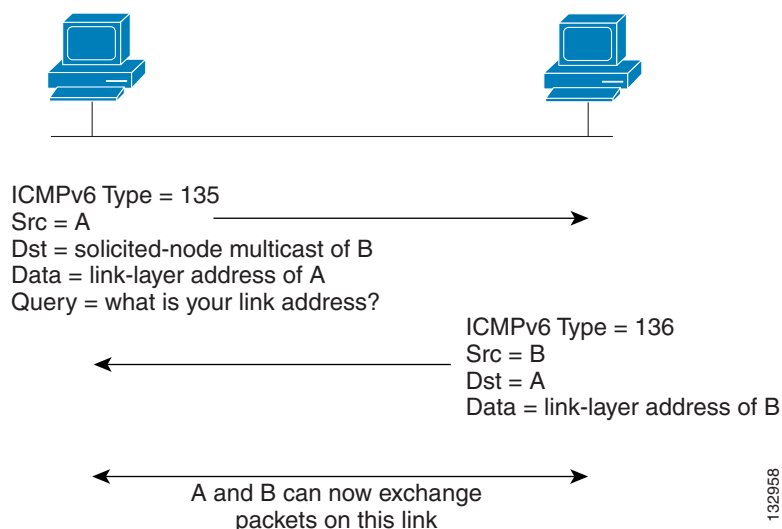 ICMPv6 Type = 135
Src = A
Dst = solicited-node multicast of B
Data = link-layer address of A
Query = what is your link address?
ICMPv6 Type = 136
Src = B
Dst = A
Data = link-layer address of B
A and B can now exchange
packets on this link
132958